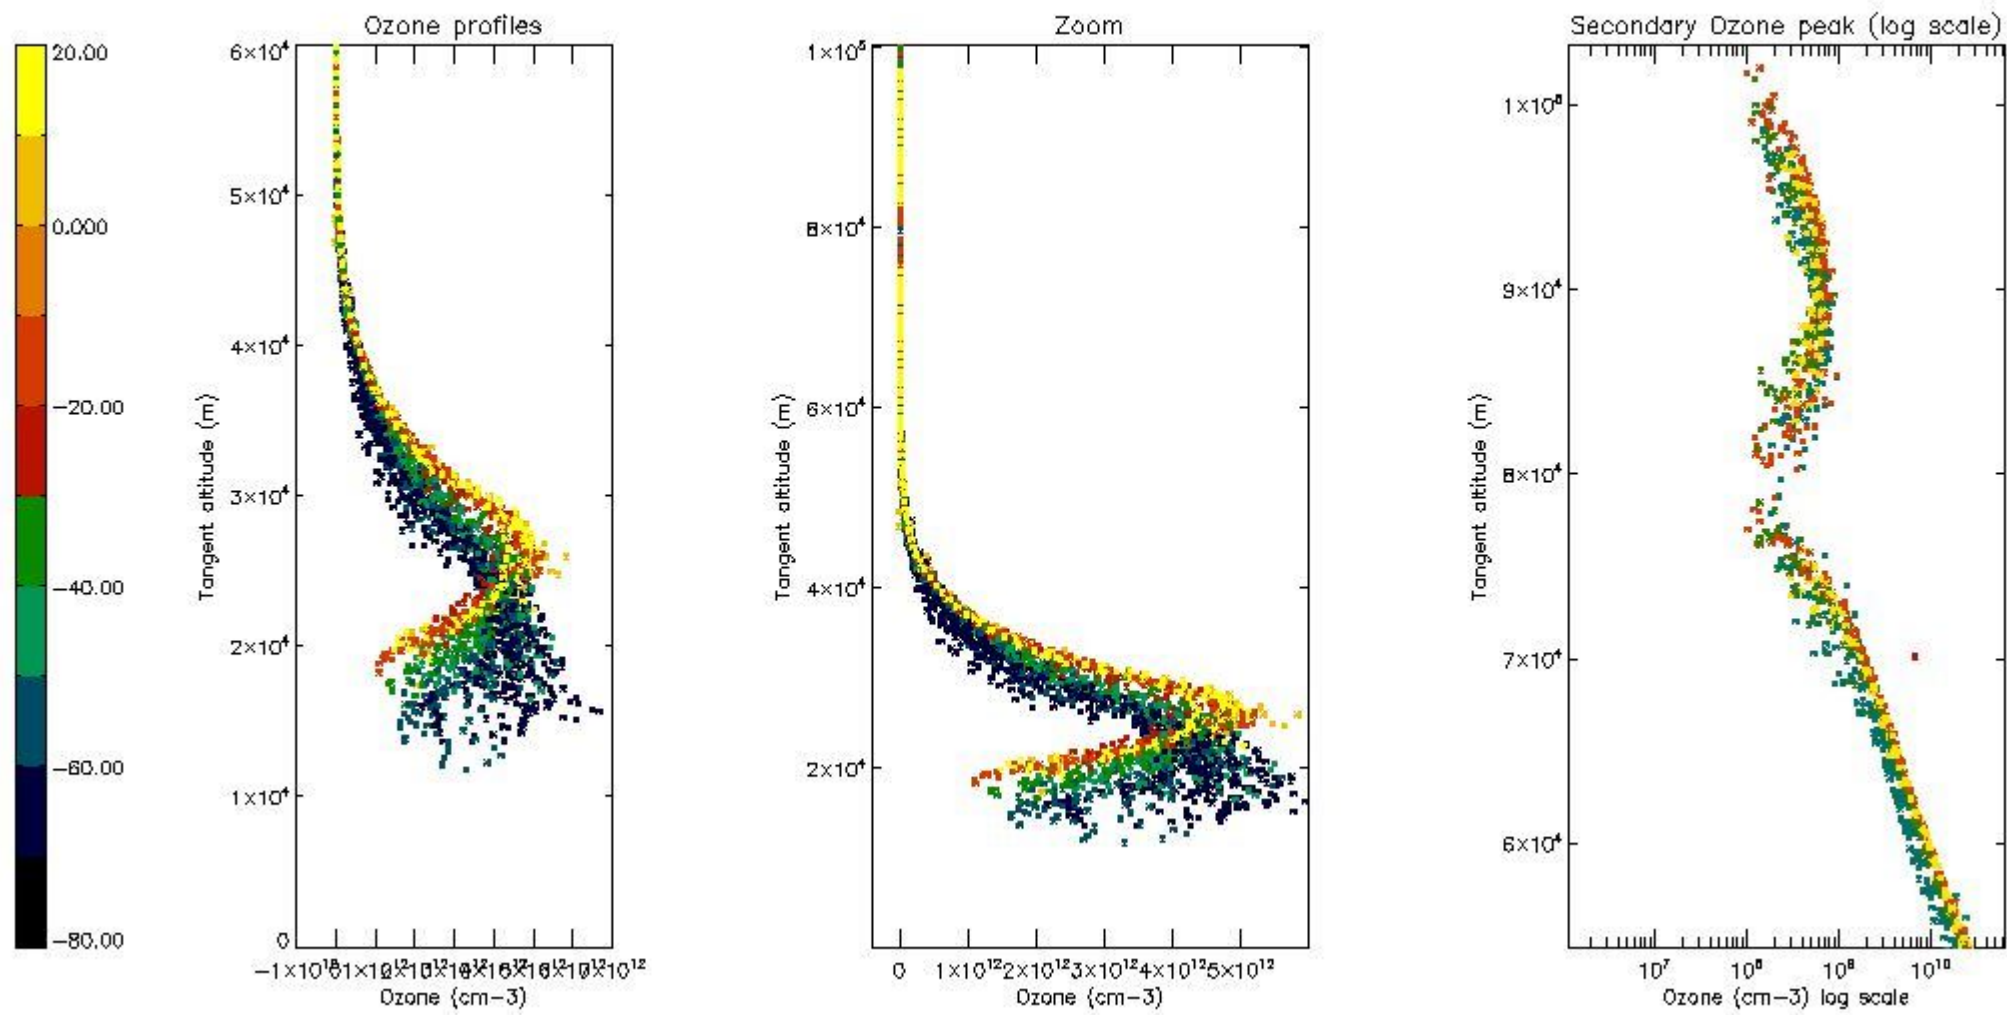 Ozone profiles
Zoom
Secondary Ozone peak (log scale)
20.00
0.000
−20.00
−40.00
−60.00
−80.00
6×10⁴
5×10⁴
4×10⁴
3×10⁴
2×10⁴
1×10⁴
0
Tangent altitude (m)
Ozone (cm−3)
1×10⁵
8×10⁴
6×10⁴
4×10⁴
2×10⁴
Tangent altitude (m)
0 1×10¹² 2×10¹² 3×10¹² 4×10¹² 5×10¹²
Ozone (cm−3)
9×10⁴
8×10⁴
7×10⁴
6×10⁴
Tangent altitude (m)
10⁷ 10⁹ 10¹⁰
Ozone (cm−3) log scale